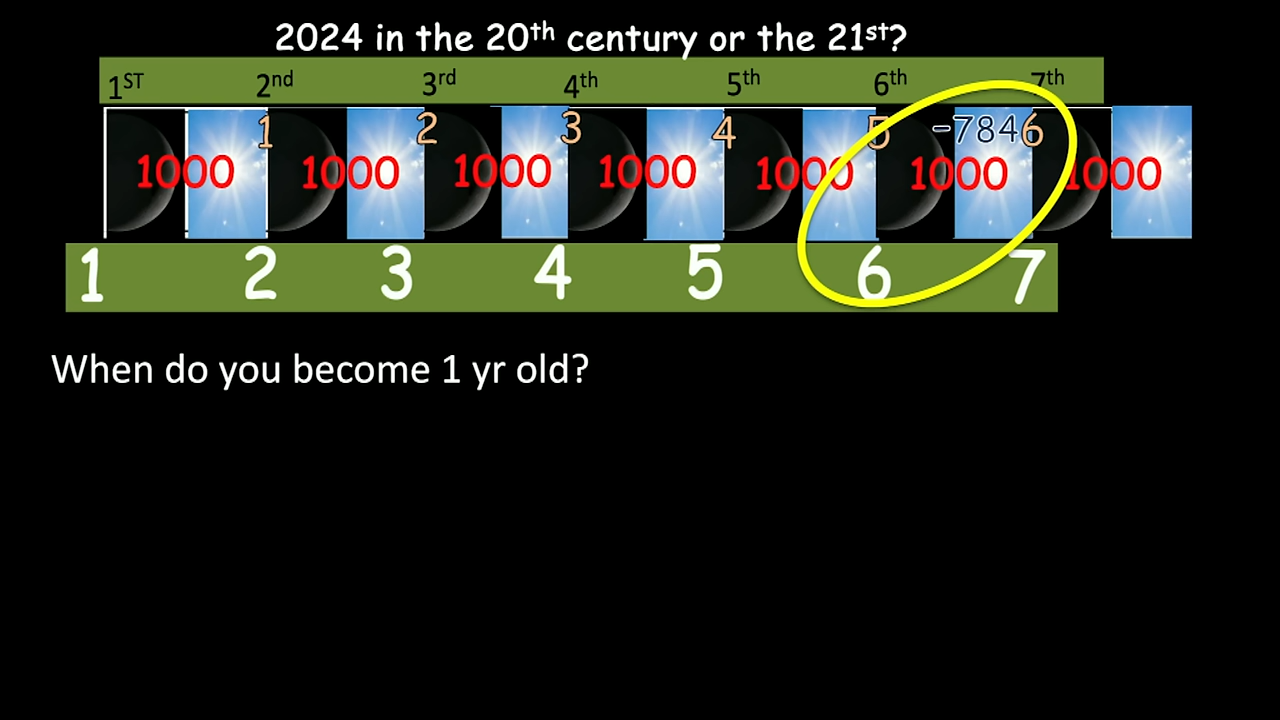 2024 in the 20th century or the 21st?
1ST 2nd 3rd 4th 5th 6th 7th
1 2 3 4 5 -7846
1000 1000 1000 1000 1000 1000 1000
1 2 3 4 5 6 7
When do you become 1 yr old?